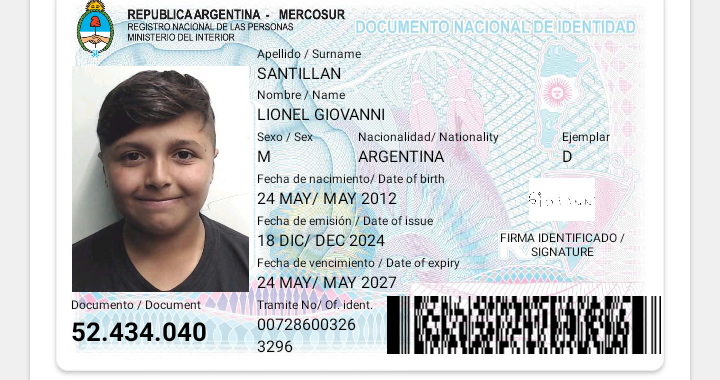 REPUBLICA ARGENTINA - MERCOSUR
REGISTRO NACIONAL DE LAS PERSONAS
MINISTERIO DEL INTERIOR
DOCUMENTO NACIONAL DE IDENTIDAD
Apellido / Surname
SANTILLAN
Nombre / Name
LIONEL GIOVANNI
Sexo / Sex Nacionalidad/ Nationality Ejemplar
M ARGENTINA D
Fecha de nacimiento/ Date of birth
24 MAY/ MAY 2012
Fecha de emisión / Date of issue
18 DIC/ DEC 2024
FIRMA IDENTIFICADO /
SIGNATURE
Fecha de vencimiento / Date of expiry
24 MAY/ MAY 2027
Documento / Document
52.434.040
Tramite No/ Of. ident.
00728600326
3296